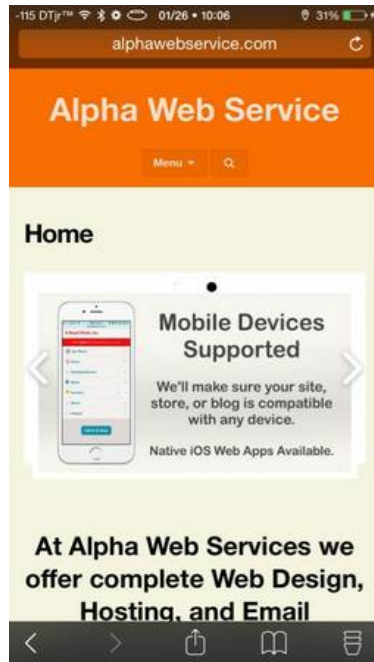 -115 DTjr™ 01/26 • 10:06 31%
alphawebservice.com
Alpha Web Service
Menu
Home
Mobile Devices
Supported
We'll make sure your site,
store, or blog is compatible
with any device.
Native iOS Web Apps Available.
At Alpha Web Services we
offer complete Web Design,
Hosting, and Email